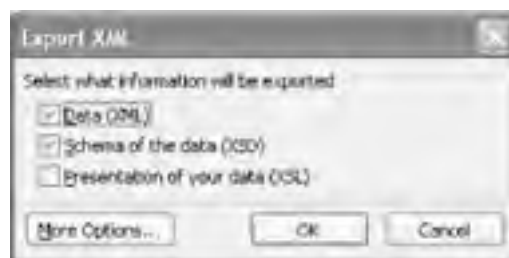 Export XML
Select what information will be exported
Data (XML)
Schema of the data (XSD)
Presentation of your data (XSL)
More Options...
OK
Cancel